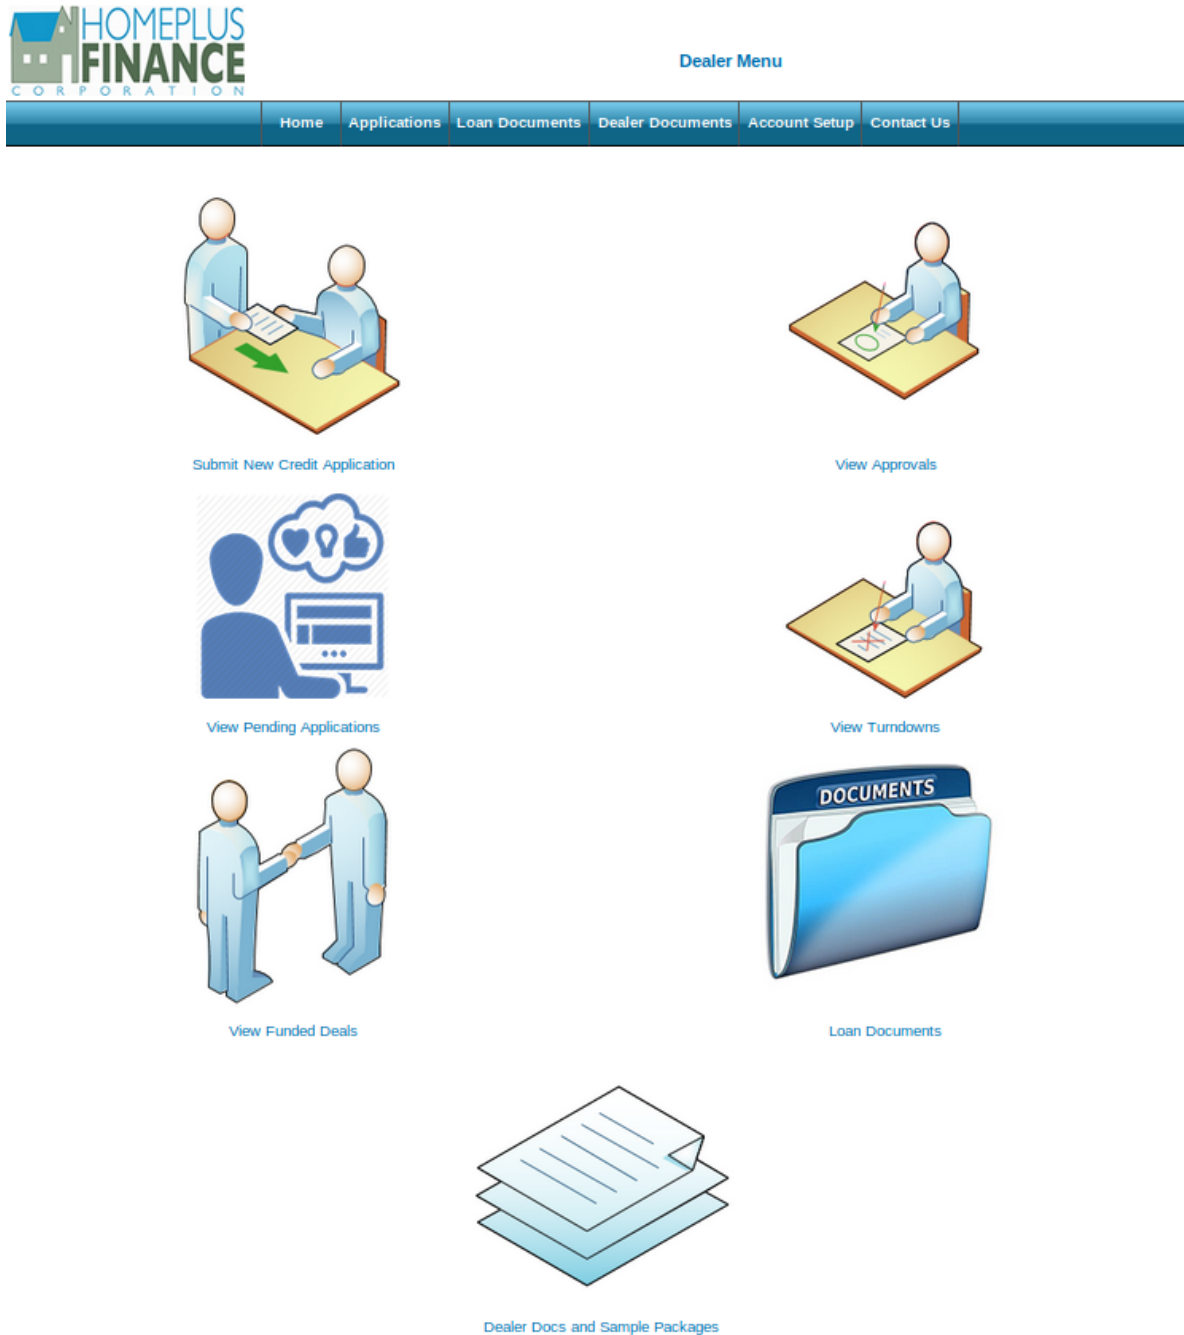 HOMEPLUS
FINANCE
CORPORATION
Dealer Menu
Home Applications Loan Documents Dealer Documents Account Setup Contact Us
Submit New Credit Application
View Approvals
View Pending Applications
View Turndowns
DOCUMENTS
View Funded Deals
Loan Documents
Dealer Docs and Sample Packages